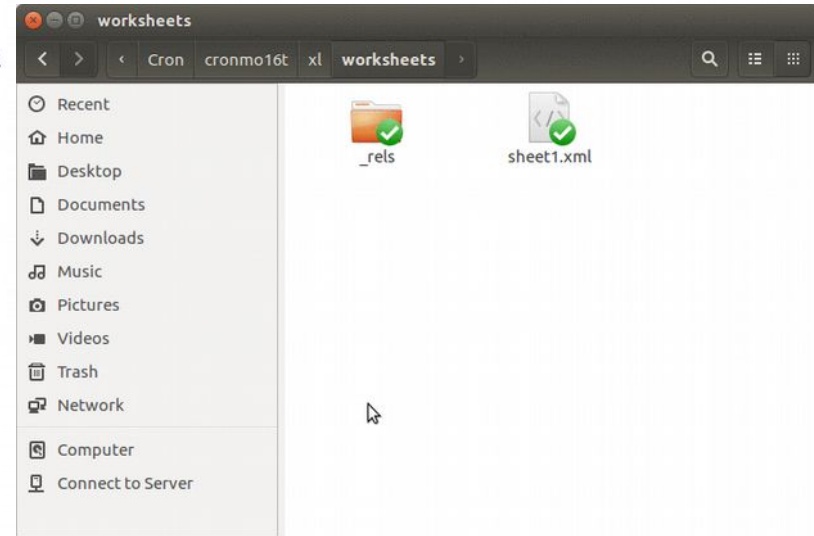 worksheets
Cron cronmo16t xl worksheets
Recent
Home
Desktop
Documents
Downloads
Music
Pictures
Videos
Trash
Network
Computer
Connect to Server
_rels
sheet1.xml